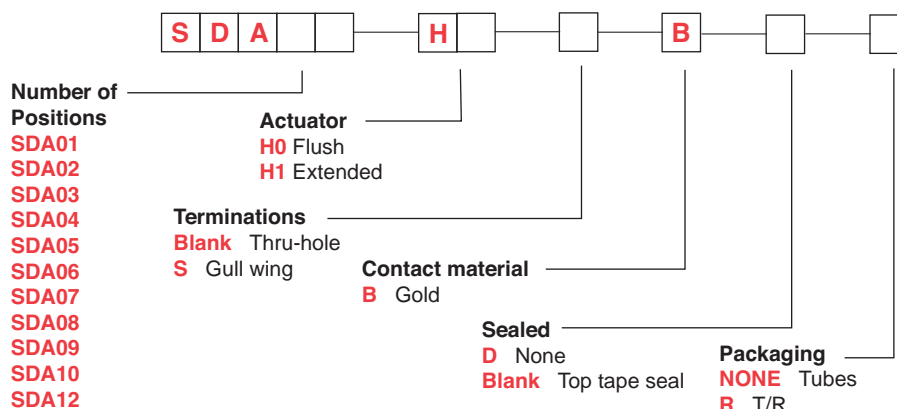 S D A H B
Number of
Positions
SDA01
SDA02
SDA03
SDA04
SDA05
SDA06
SDA07
SDA08
SDA09
SDA10
SDA12
Actuator
H0 Flush
H1 Extended
Terminations
Blank Thru-hole
S Gull wing
Contact material
B Gold
Sealed
D None
Blank Top tape seal
Packaging
NONE Tubes
R T/R